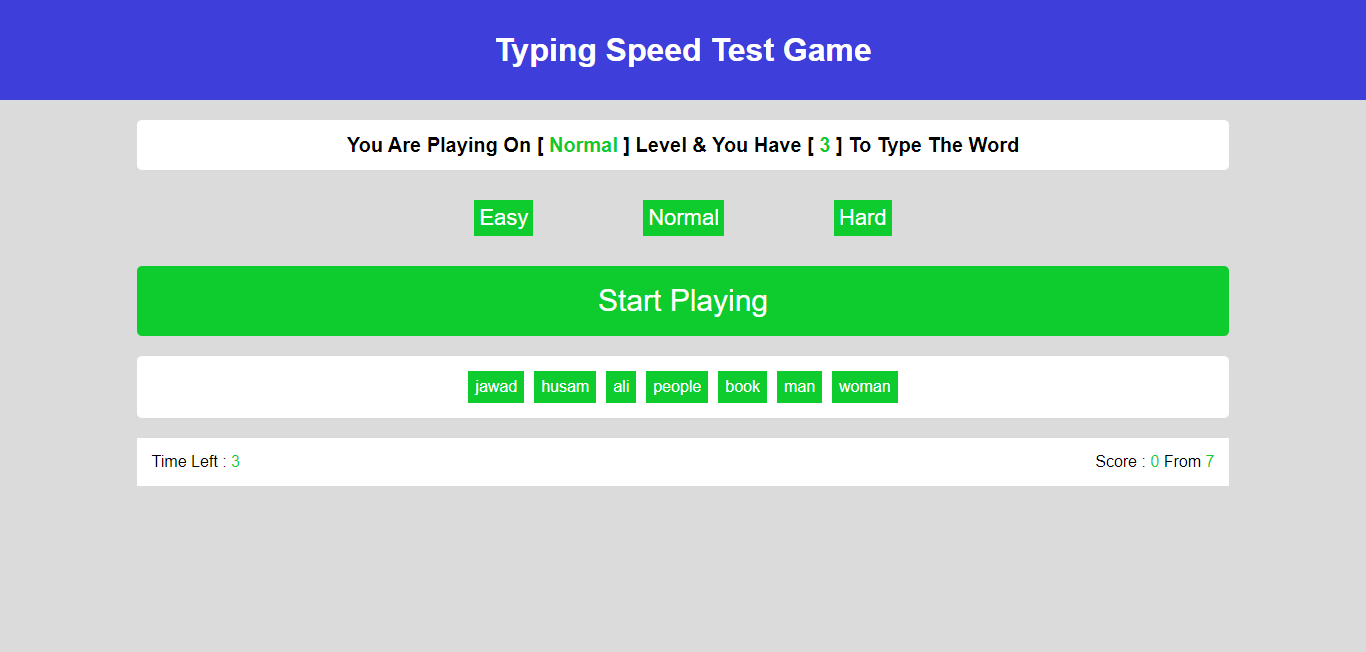 Typing Speed Test Game
You Are Playing On [ Normal ] Level & You Have [ 3 ] To Type The Word
Easy Normal Hard
Start Playing
jawad husam ali people book man woman
Time Left : 3 Score : 0 From 7